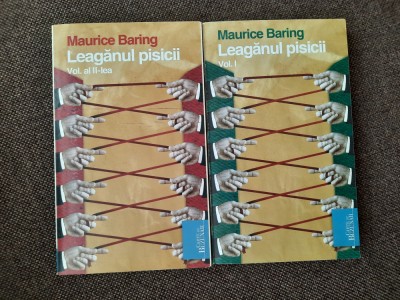 Maurice Baring
Leagănul pisicii
Vol. al II-lea
Maurice Baring
Leagănul pisicii
Vol. I